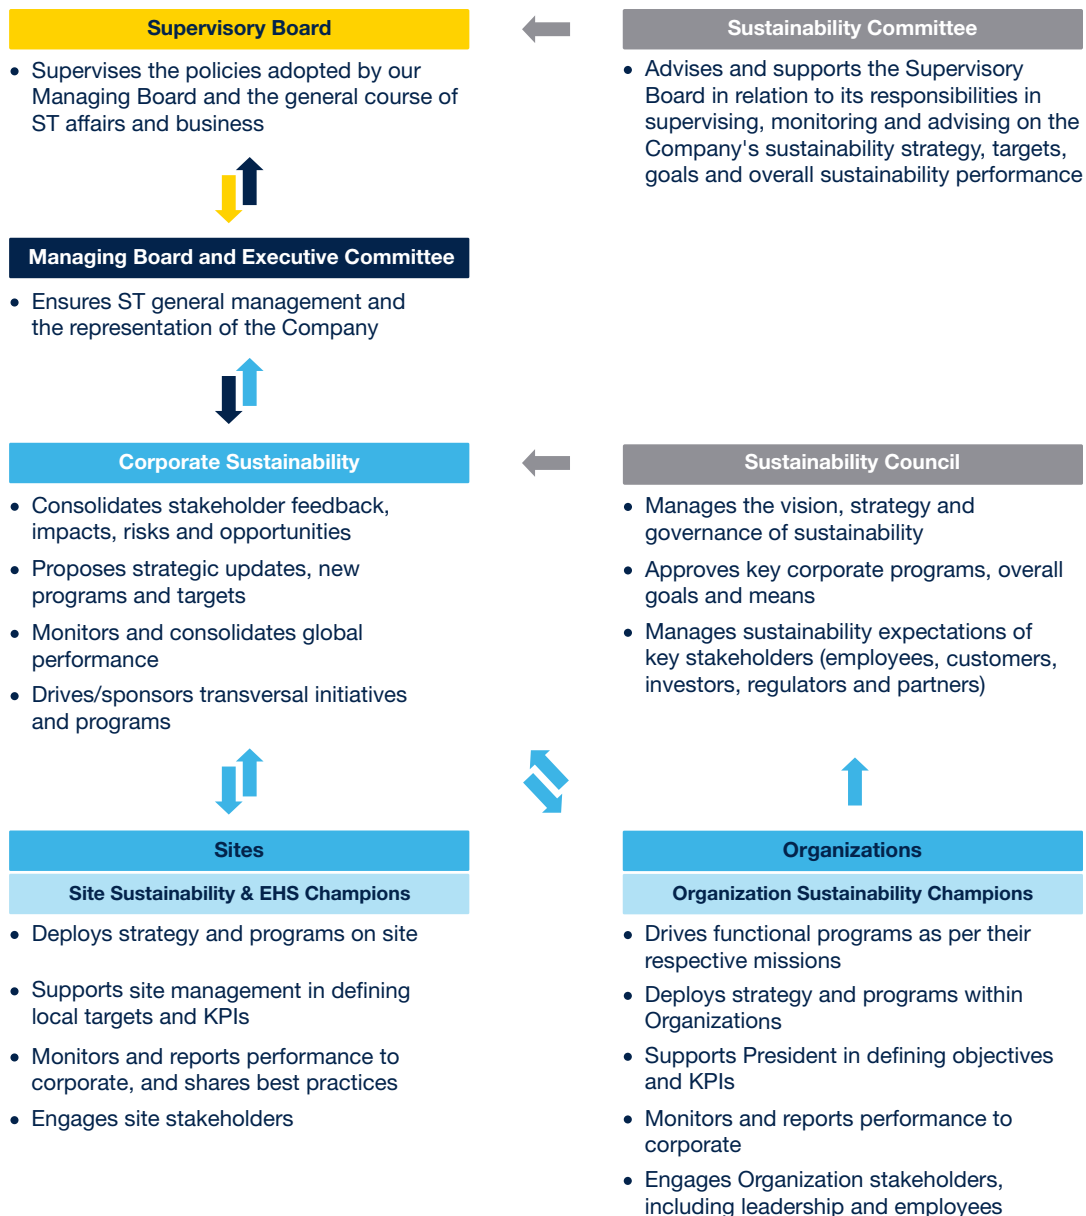 Supervisory Board
• Supervises the policies adopted by our
Managing Board and the general course of
ST affairs and business
Sustainability Committee
• Advises and supports the Supervisory
Board in relation to its responsibilities in
supervising, monitoring and advising on the
Company's sustainability strategy, targets,
goals and overall sustainability performance
Managing Board and Executive Committee
• Ensures ST general management and
the representation of the Company
Corporate Sustainability
• Consolidates stakeholder feedback,
impacts, risks and opportunities
• Proposes strategic updates, new
programs and targets
• Monitors and consolidates global
performance
• Drives/sponsors transversal initiatives
and programs
Sustainability Council
• Manages the vision, strategy and
governance of sustainability
• Approves key corporate programs, overall
goals and means
• Manages sustainability expectations of
key stakeholders (employees, customers,
investors, regulators and partners)
Sites
Site Sustainability & EHS Champions
• Deploys strategy and programs on site
• Supports site management in defining
local targets and KPIs
• Monitors and reports performance to
corporate, and shares best practices
• Engages site stakeholders
Organizations
Organization Sustainability Champions
• Drives functional programs as per their
respective missions
• Deploys strategy and programs within
Organizations
• Supports President in defining objectives
and KPIs
• Monitors and reports performance to
corporate
• Engages Organization stakeholders,
including leadership and employees